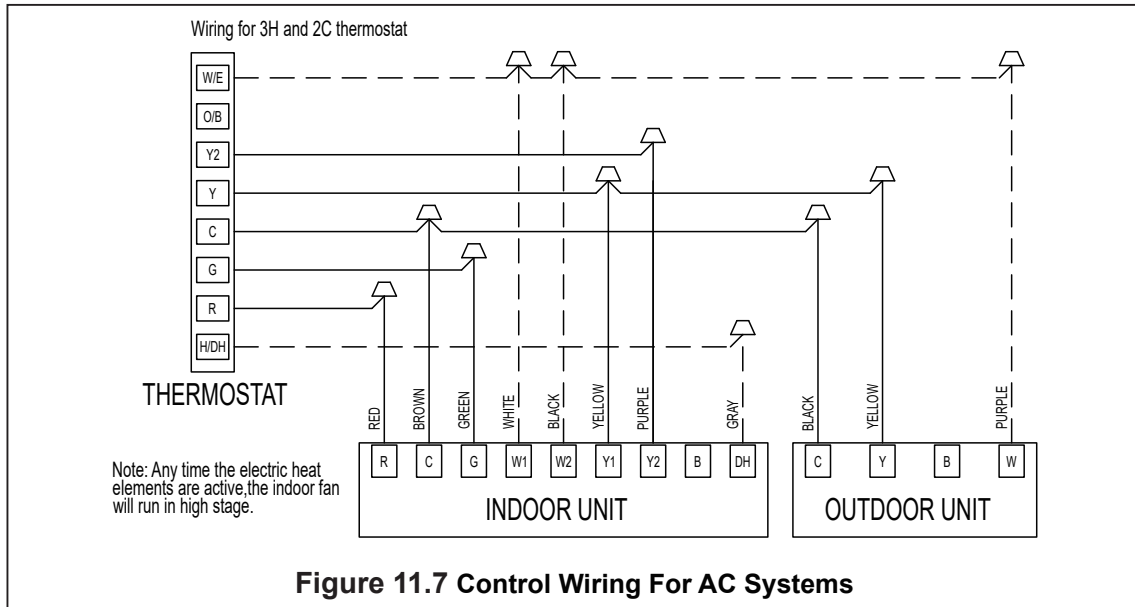 Wiring for 3H and 2C thermostat
W/E
O/B
Y2
Y
C
G
R
H/DH
THERMOSTAT
RED
BROWN
GREEN
WHITE
BLACK
YELLOW
PURPLE
GRAY
BLACK
YELLOW
PURPLE
R C G W1 W2 Y1 Y2 B DH
C Y B W
INDOOR UNIT
OUTDOOR UNIT
Note: Any time the electric heat
elements are active,the indoor fan
will run in high stage.
Figure 11.7 Control Wiring For AC Systems